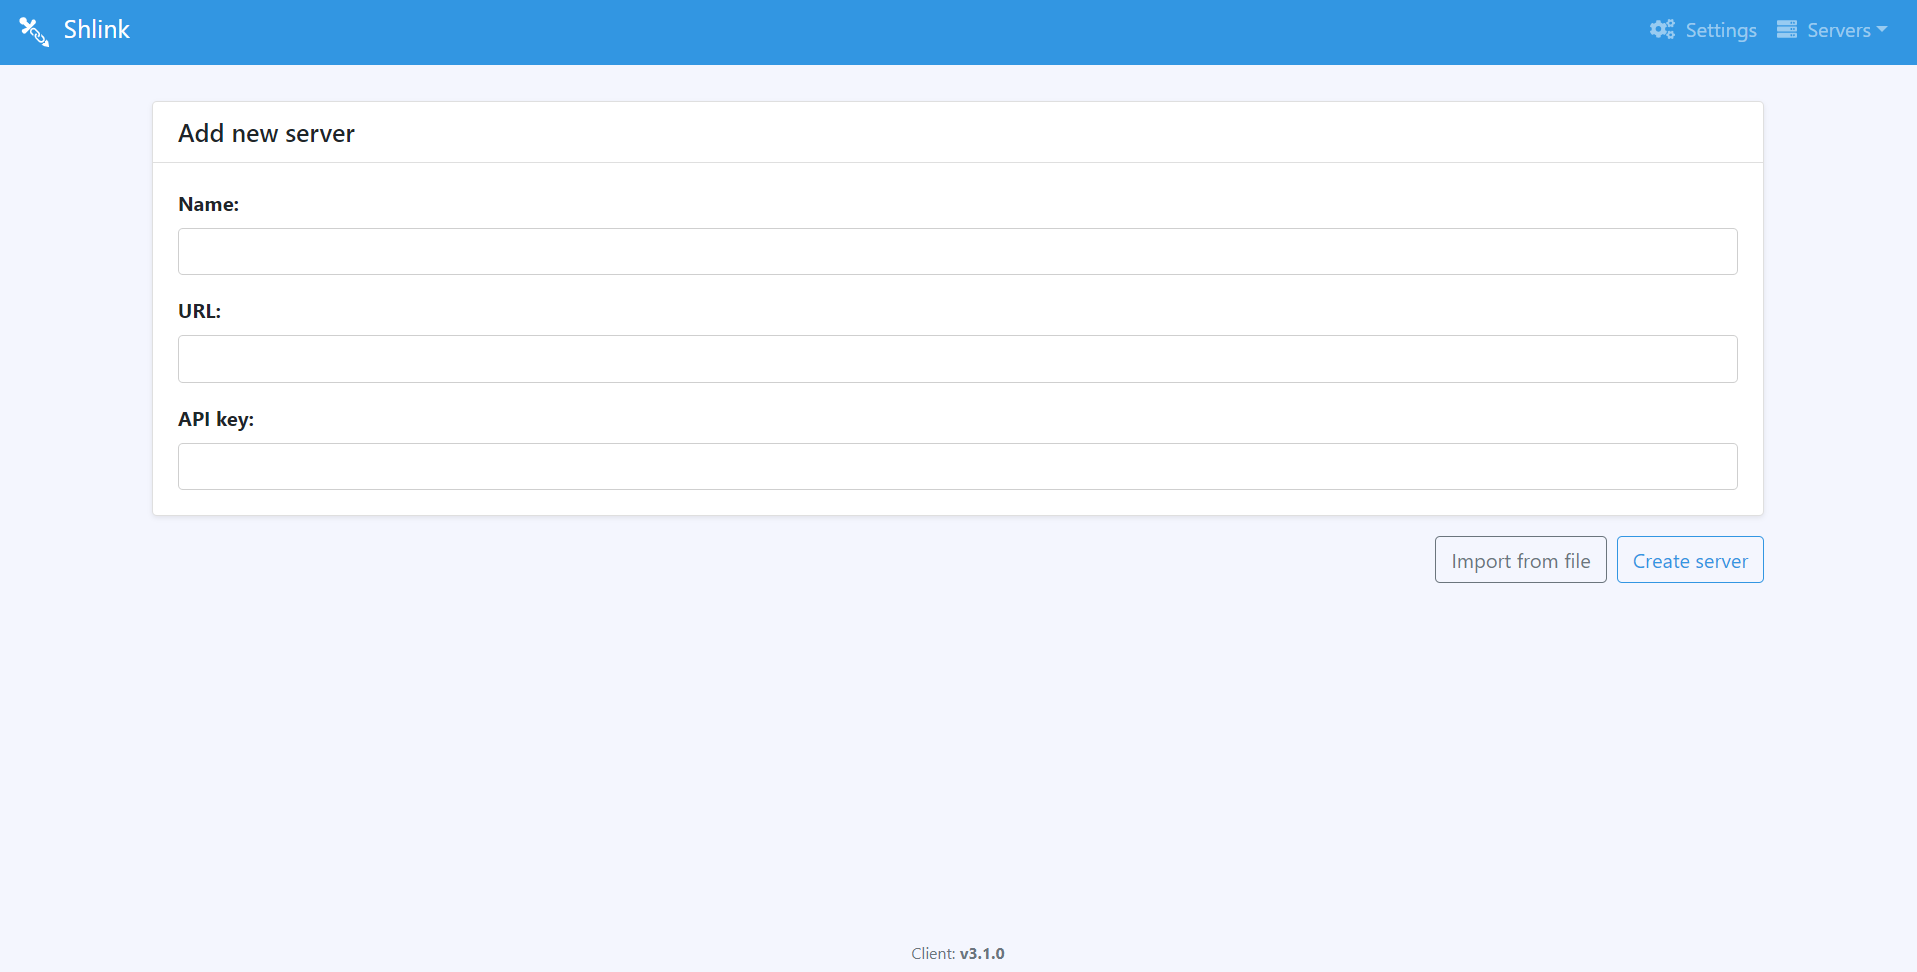 Shlink
Settings
Servers
Add new server
Name:
URL:
API key:
Import from file
Create server
Client: v3.1.0